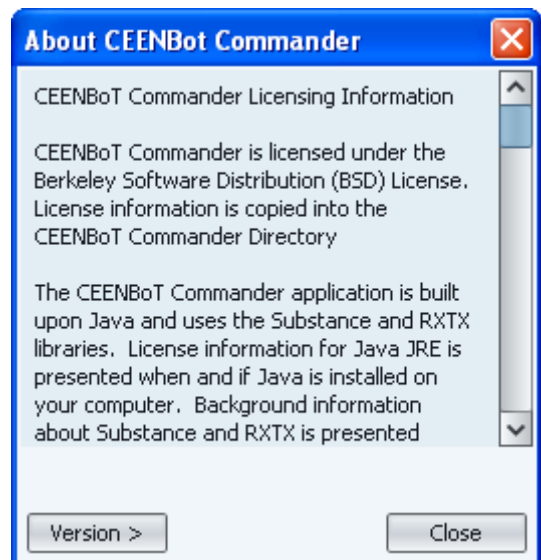 About CEENBot Commander
CEENBoT Commander Licensing Information
CEENBoT Commander is licensed under the
Berkeley Software Distribution (BSD) License.
License information is copied into the
CEENBoT Commander Directory
The CEENBoT Commander application is built
upon Java and uses the Substance and RXTX
libraries.  License information for Java JRE is
presented when and if Java is installed on
your computer.  Background information
about Substance and RXTX is presented
Version >
Close